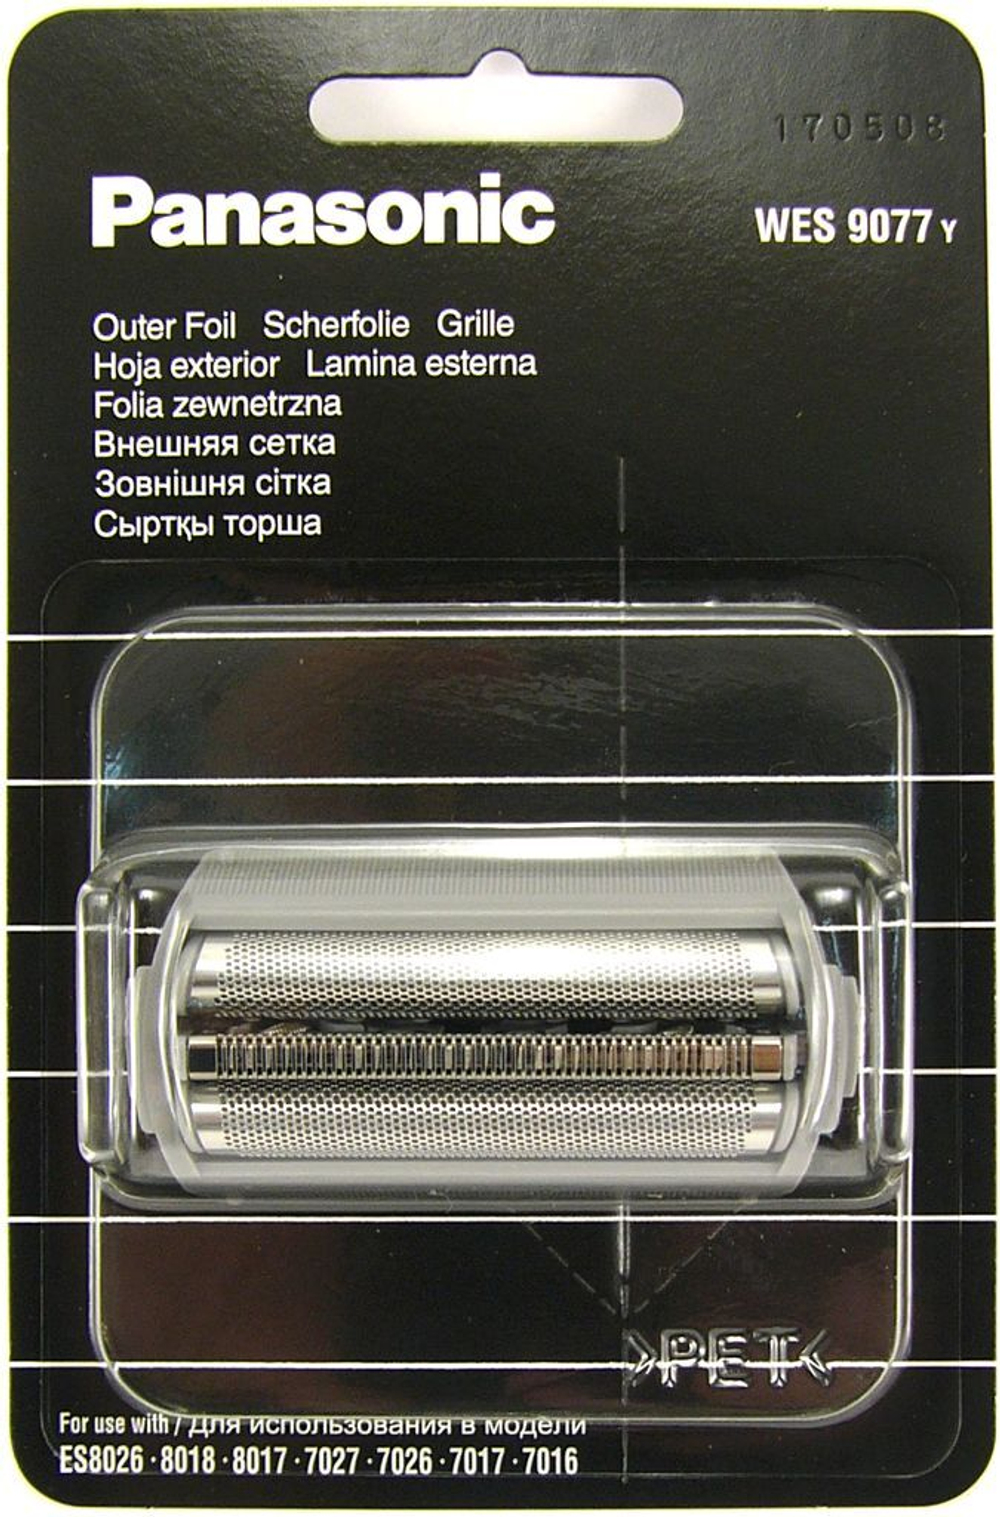 170508
Panasonic
WES 9077 Y
Outer Foil Scherfolie Grille
Hoja exterior Lamina esterna
Folia zewnetrzna
Внешняя сетка
Зовнішня сітка
Сыртқы торша
>PET<
For use with / Для использования в модели
ES8026 · 8018 · 8017 · 7027 · 7026 · 7017 · 7016